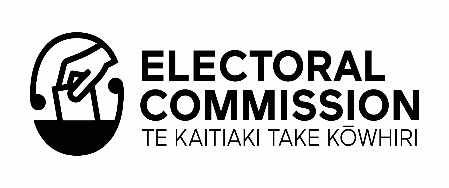 ELECTORAL
COMMISSION
TE KAITIAKI TAKE KŌWHIRI